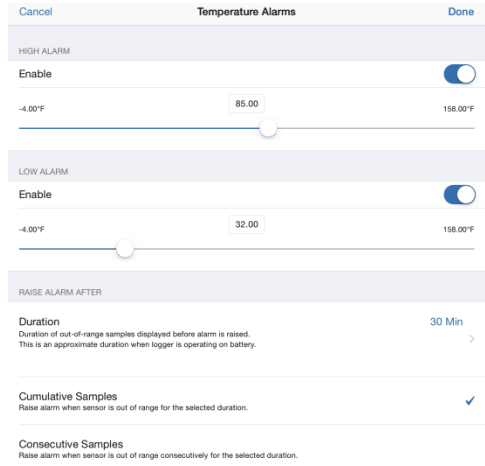 Cancel Temperature Alarms Done
HIGH ALARM
Enable
-4.00°F 85.00 158.00°F
LOW ALARM
Enable
-4.00°F 32.00 158.00°F
RAISE ALARM AFTER
Duration 30 Min
Duration of out-of-range samples displayed before alarm is raised.
This is an approximate duration when logger is operating on battery.
Cumulative Samples
Raise alarm when sensor is out of range for the selected duration.
Consecutive Samples
Raise alarm when sensor is out of range consecutively for the selected duration.